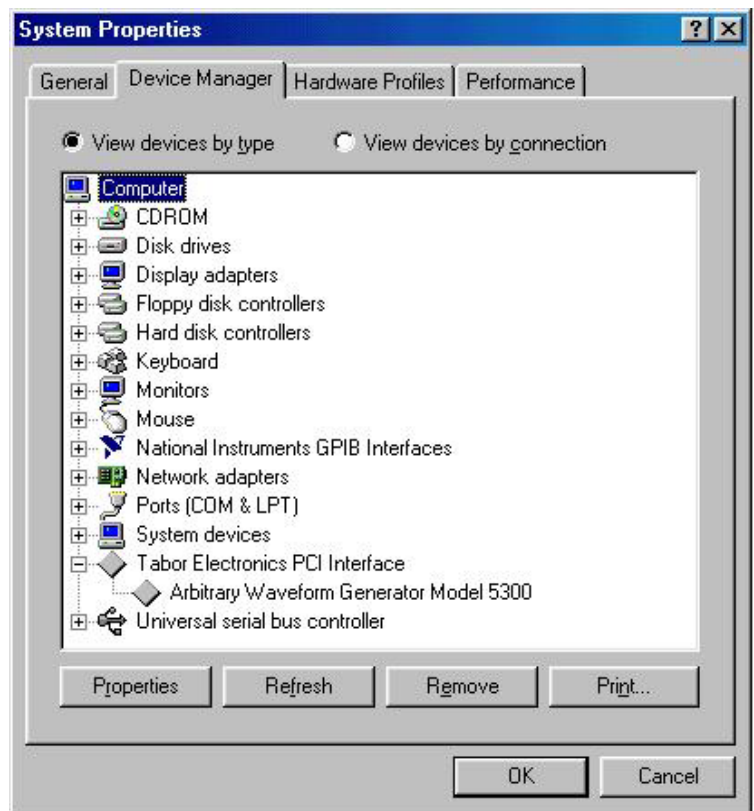 System Properties
General Device Manager Hardware Profiles Performance
View devices by type View devices by connection
Computer
CDROM
Disk drives
Display adapters
Floppy disk controllers
Hard disk controllers
Keyboard
Monitors
Mouse
National Instruments GPIB Interfaces
Network adapters
Ports (COM & LPT)
System devices
Tabor Electronics PCI Interface
Arbitrary Waveform Generator Model 5300
Universal serial bus controller
Properties Refresh Remove Print...
OK Cancel